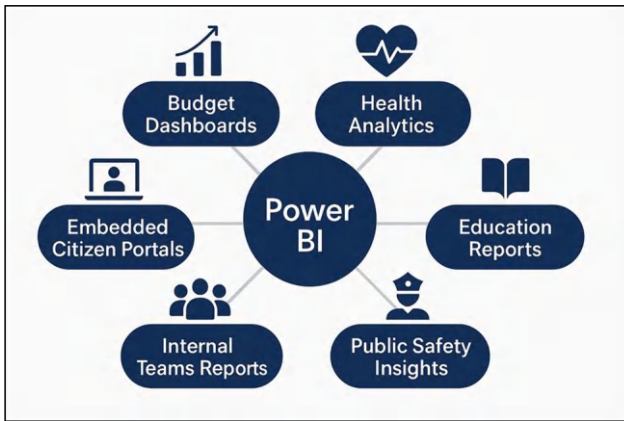 Budget
Dashboards
Health
Analytics
Embedded
Citizen Portals
Power
BI
Education
Reports
Internal
Teams Reports
Public Safety
Insights